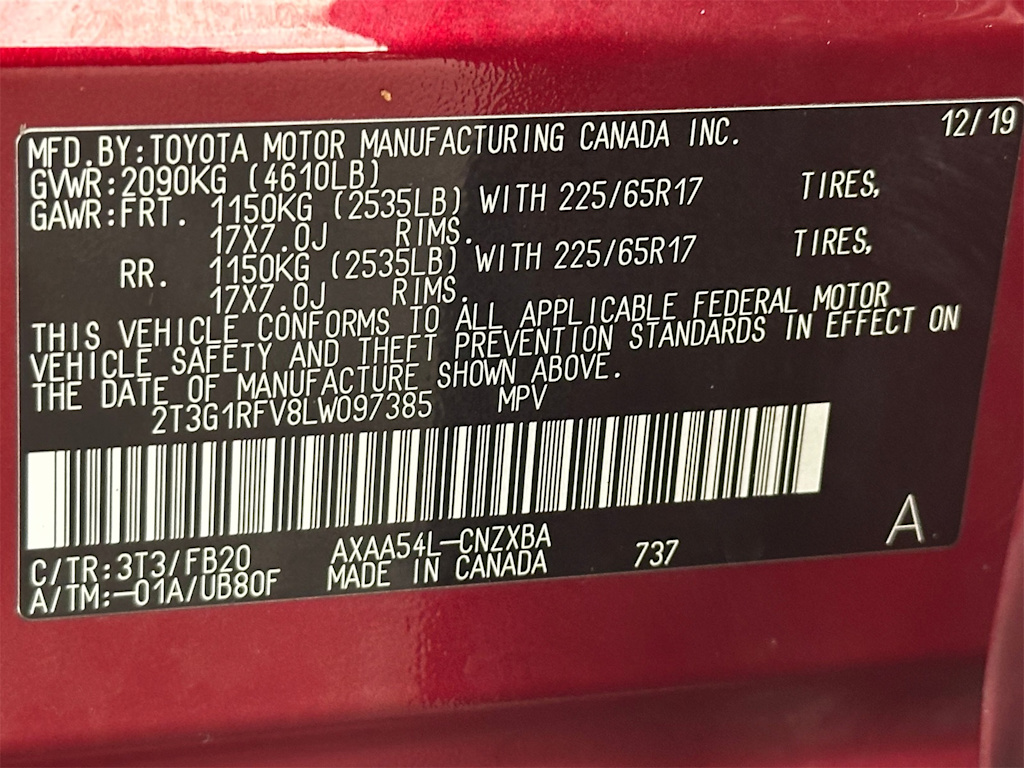 12/19
MFD.BY:TOYOTA MOTOR MANUFACTURING CANADA INC.
GVWR:2090KG (4610LB)
GAWR:FRT. 1150KG (2535LB) WITH 225/65R17 TIRES,
17X7.0J RIMS.
RR. 1150KG (2535LB) WITH 225/65R17 TIRES,
17X7.0J RIMS.
THIS VEHICLE CONFORMS TO ALL APPLICABLE FEDERAL MOTOR
VEHICLE SAFETY AND THEFT PREVENTION STANDARDS IN EFFECT ON
THE DATE OF MANUFACTURE SHOWN ABOVE.
2T3G1RFV8LW097385 MPV
C/TR:3T3/FB20 AXAA54L-CNZXBA 737 A
A/TM:-01A/UB80F MADE IN CANADA